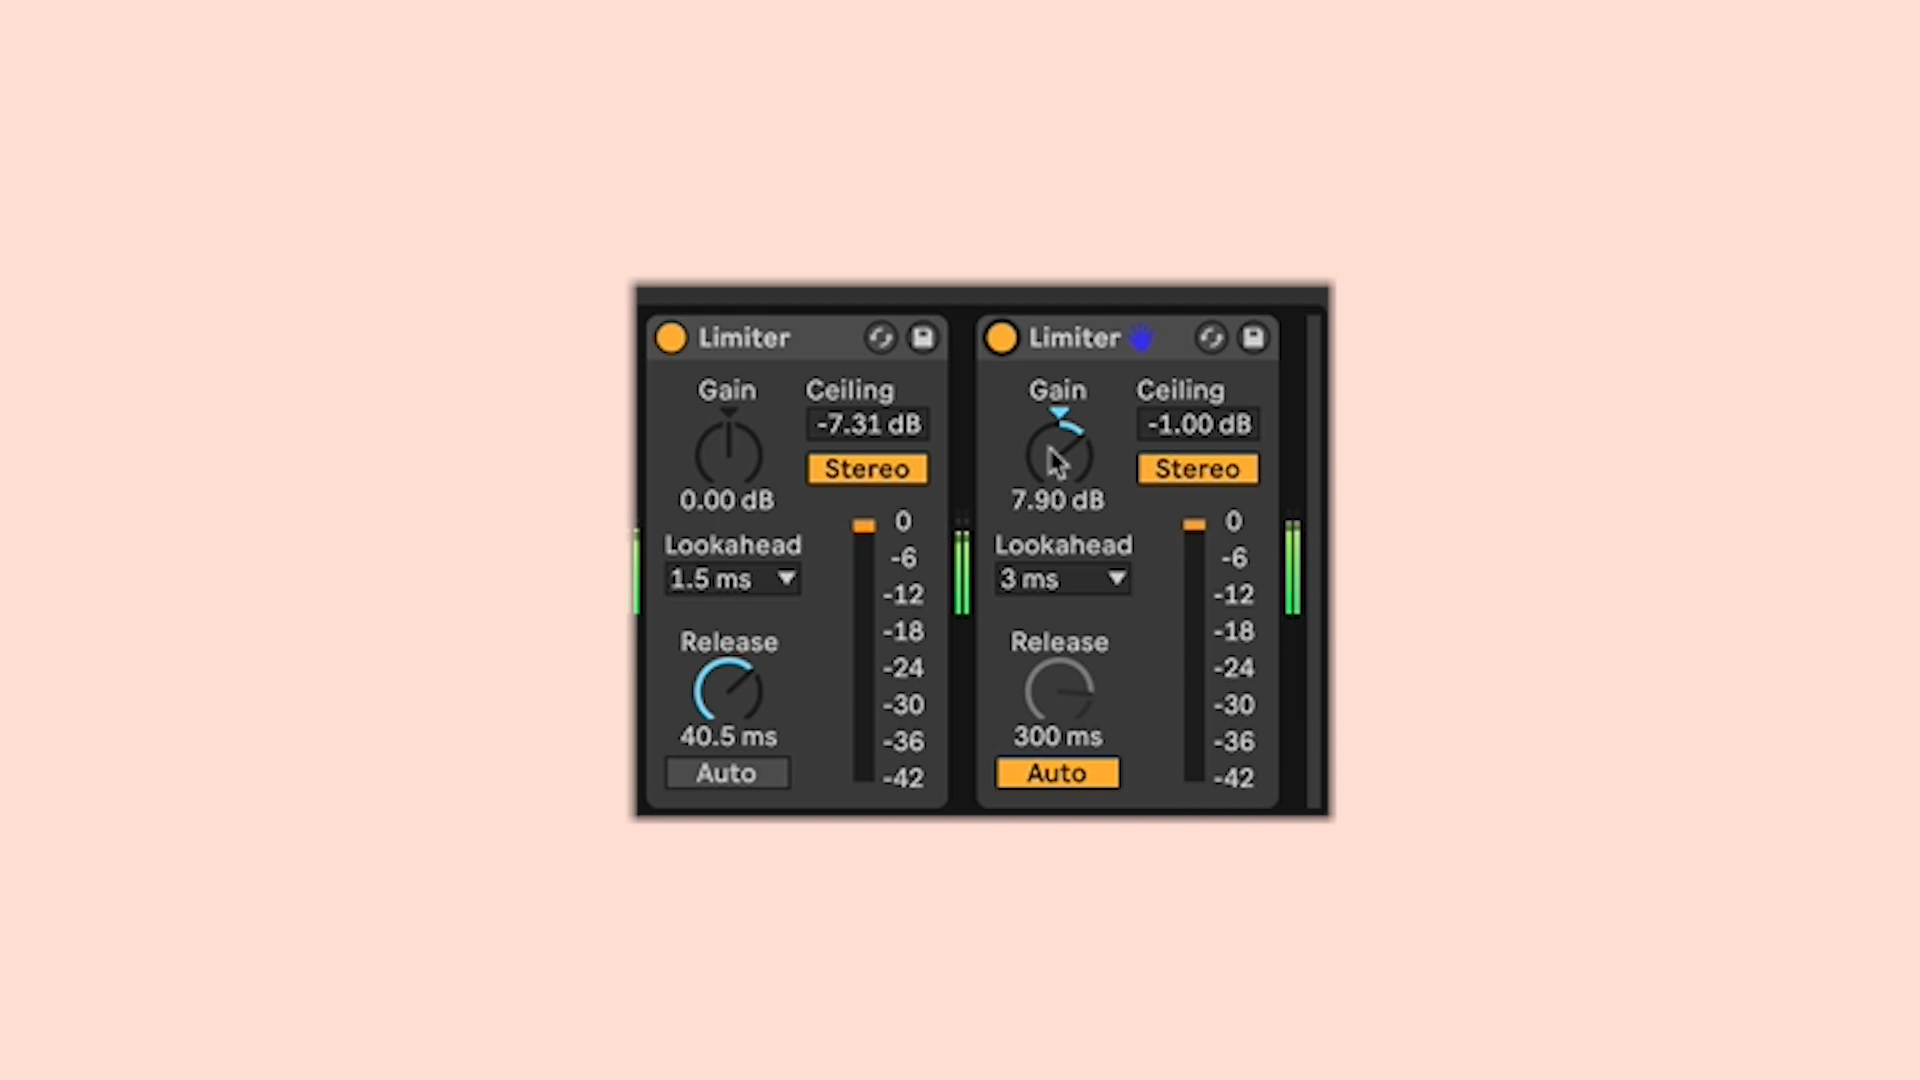 Limiter
Gain
Ceiling
-7.31 dB
Stereo
0.00 dB
Lookahead
1.5 ms
Release
40.5 ms
Auto
0
-6
-12
-18
-24
-30
-36
-42
Limiter
Gain
Ceiling
-1.00 dB
Stereo
7.90 dB
Lookahead
3 ms
Release
300 ms
Auto
0
-6
-12
-18
-24
-30
-36
-42